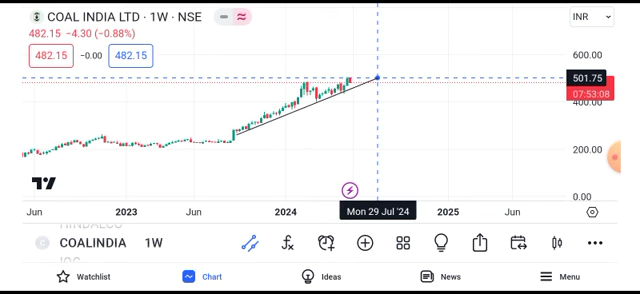 COAL INDIA LTD · 1W · NSE
INR
482.15 −4.30 (−0.88%)
482.15 −0.00 482.15
600.00
501.75
07:53:08
400.00
200.00
0.00
Jun 2023 Jun 2024 Mon 29 Jul '24 2025 Jun
COALINDIA 1W
Watchlist Chart Ideas News Menu